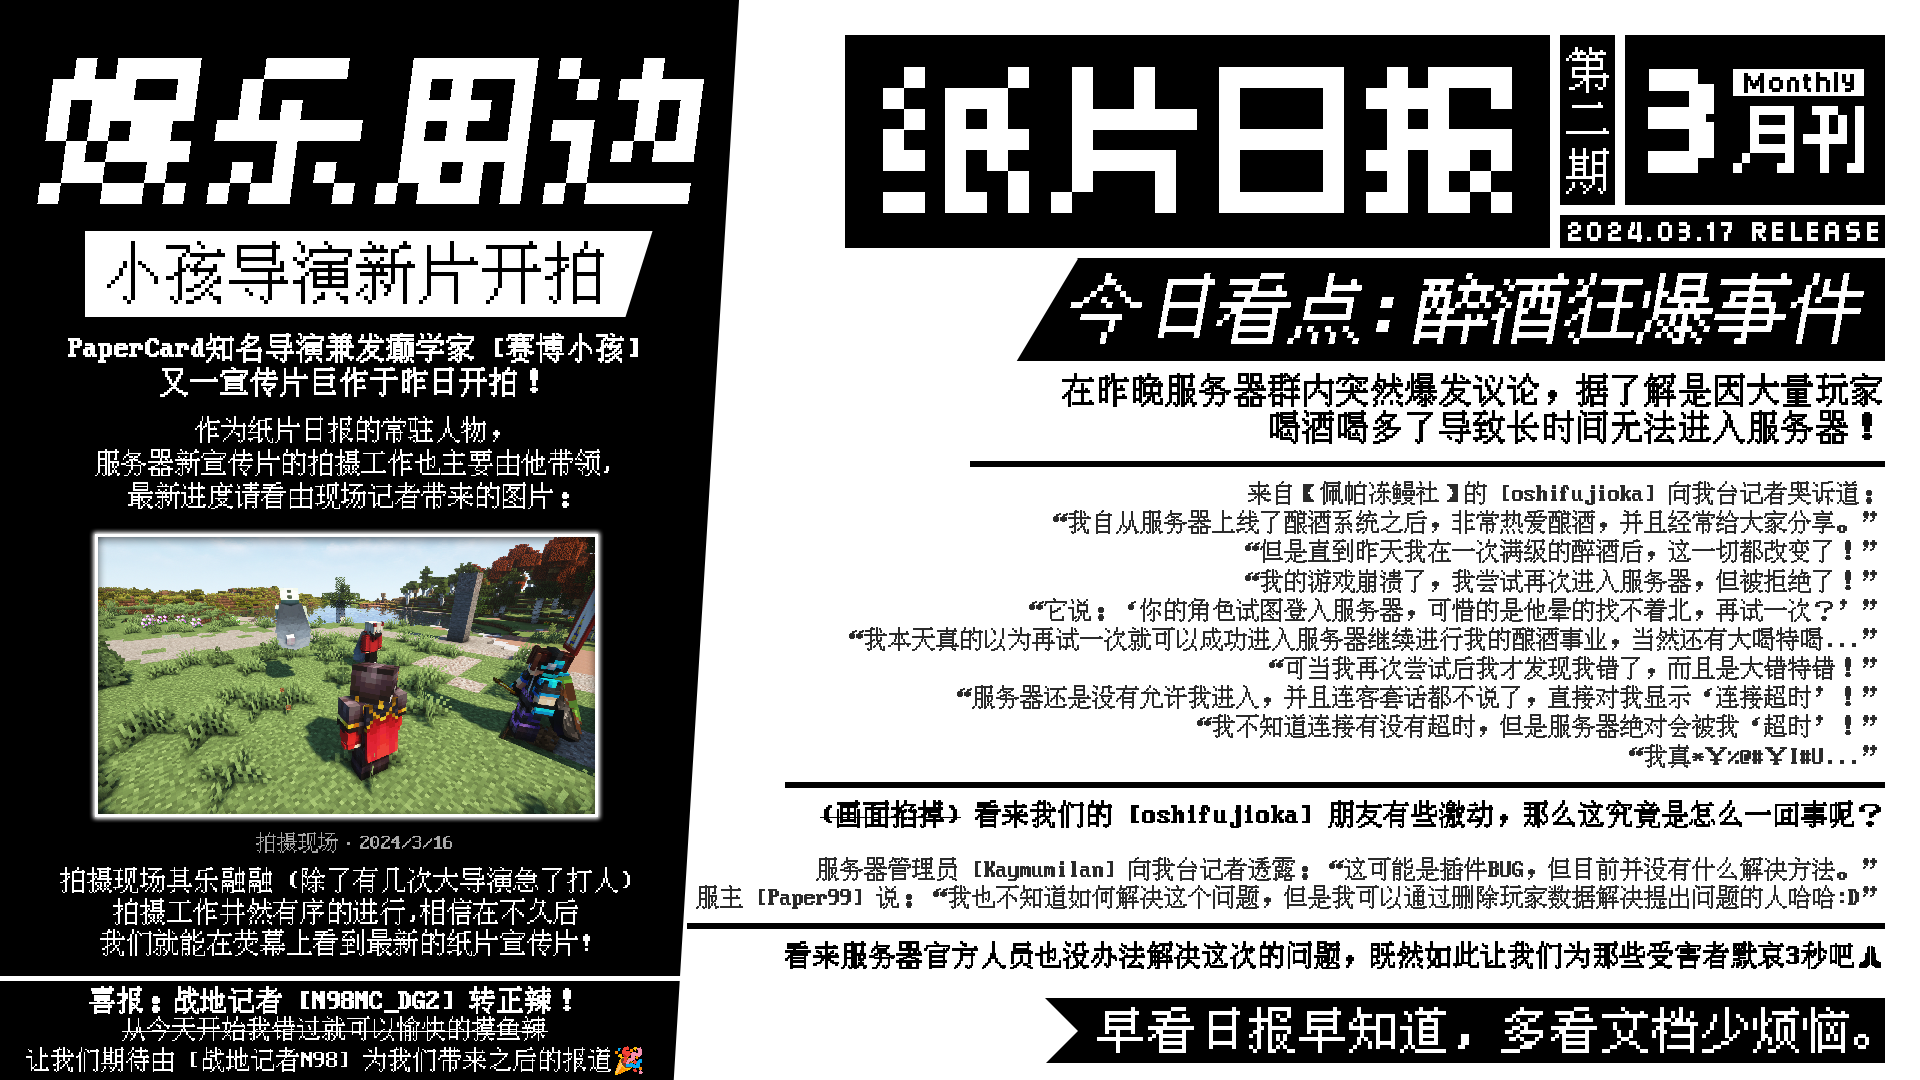 娱乐周边
小孩导演新片开拍
PaperCard知名导演兼发癫学家 [赛博小孩]
又一宣传片巨作于昨日开拍！
作为纸片日报的常驻人物，
服务器新宣传片的拍摄工作也主要由他带领,
最新进度请看由现场记者带来的图片：
拍摄现场 · 2024/3/16
拍摄现场其乐融融（除了有几次大导演急了打人）
拍摄工作井然有序的进行,相信在不久后
我们就能在荧幕上看到最新的纸片宣传片!
喜报：战地记者 [N98MC_DG2] 转正辣！
从今天开始我错过就可以愉快的摸鱼辣
让我们期待由 [战地记者N98] 为我们带来之后的报道🎉
纸片日报
第二期
3
Monthly
月刊
2024.03.17 RELEASE
今日看点：醉酒狂爆事件
在昨晚服务器群内突然爆发议论，据了解是因大量玩家
喝酒喝多了导致长时间无法进入服务器！
来自【佩帕冻鳗社】的 [oshifujioka] 向我台记者哭诉道：
“我自从服务器上线了酿酒系统之后，非常热爱酿酒，并且经常给大家分享。”
“但是直到昨天我在一次满级的醉酒后，这一切都改变了！”
“我的游戏崩溃了，我尝试再次进入服务器，但被拒绝了！”
“它说：‘你的角色试图登入服务器，可惜的是他晕的找不着北，再试一次？’”
“我本天真的以为再试一次就可以成功进入服务器继续进行我的酿酒事业，当然还有大喝特喝...”
“可当我再次尝试后我才发现我错了，而且是大错特错！”
“服务器还是没有允许我进入，并且连客套话都不说了，直接对我显示‘连接超时’！”
“我不知道连接有没有超时，但是服务器绝对会被我‘超时’！”
“我真*￥%@#￥I#U...”
（画面掐掉）看来我们的 [oshifujioka] 朋友有些激动，那么这究竟是怎么一回事呢？
服务器管理员 [Kaymumilan] 向我台记者透露：“这可能是插件BUG，但目前并没有什么解决方法。”
服主 [Paper99] 说：“我也不知道如何解决这个问题，但是我可以通过删除玩家数据解决提出问题的人哈哈:D”
看来服务器官方人员也没办法解决这次的问题，既然如此让我们为那些受害者默哀3秒吧🙏
早看日报早知道，多看文档少烦恼。